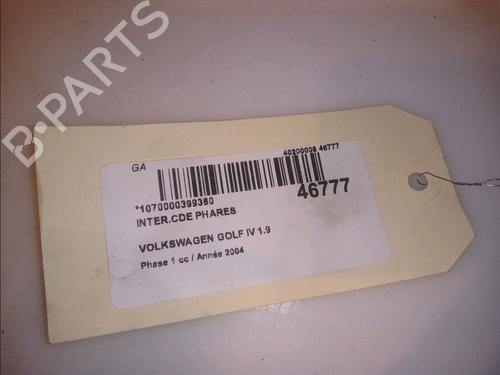 B-PARTS
GA
40200008 46777
*1070000399380
46777
INTER.CDE PHARES
VOLKSWAGEN GOLF IV 1.9
Phase 1 cc / Année 2004